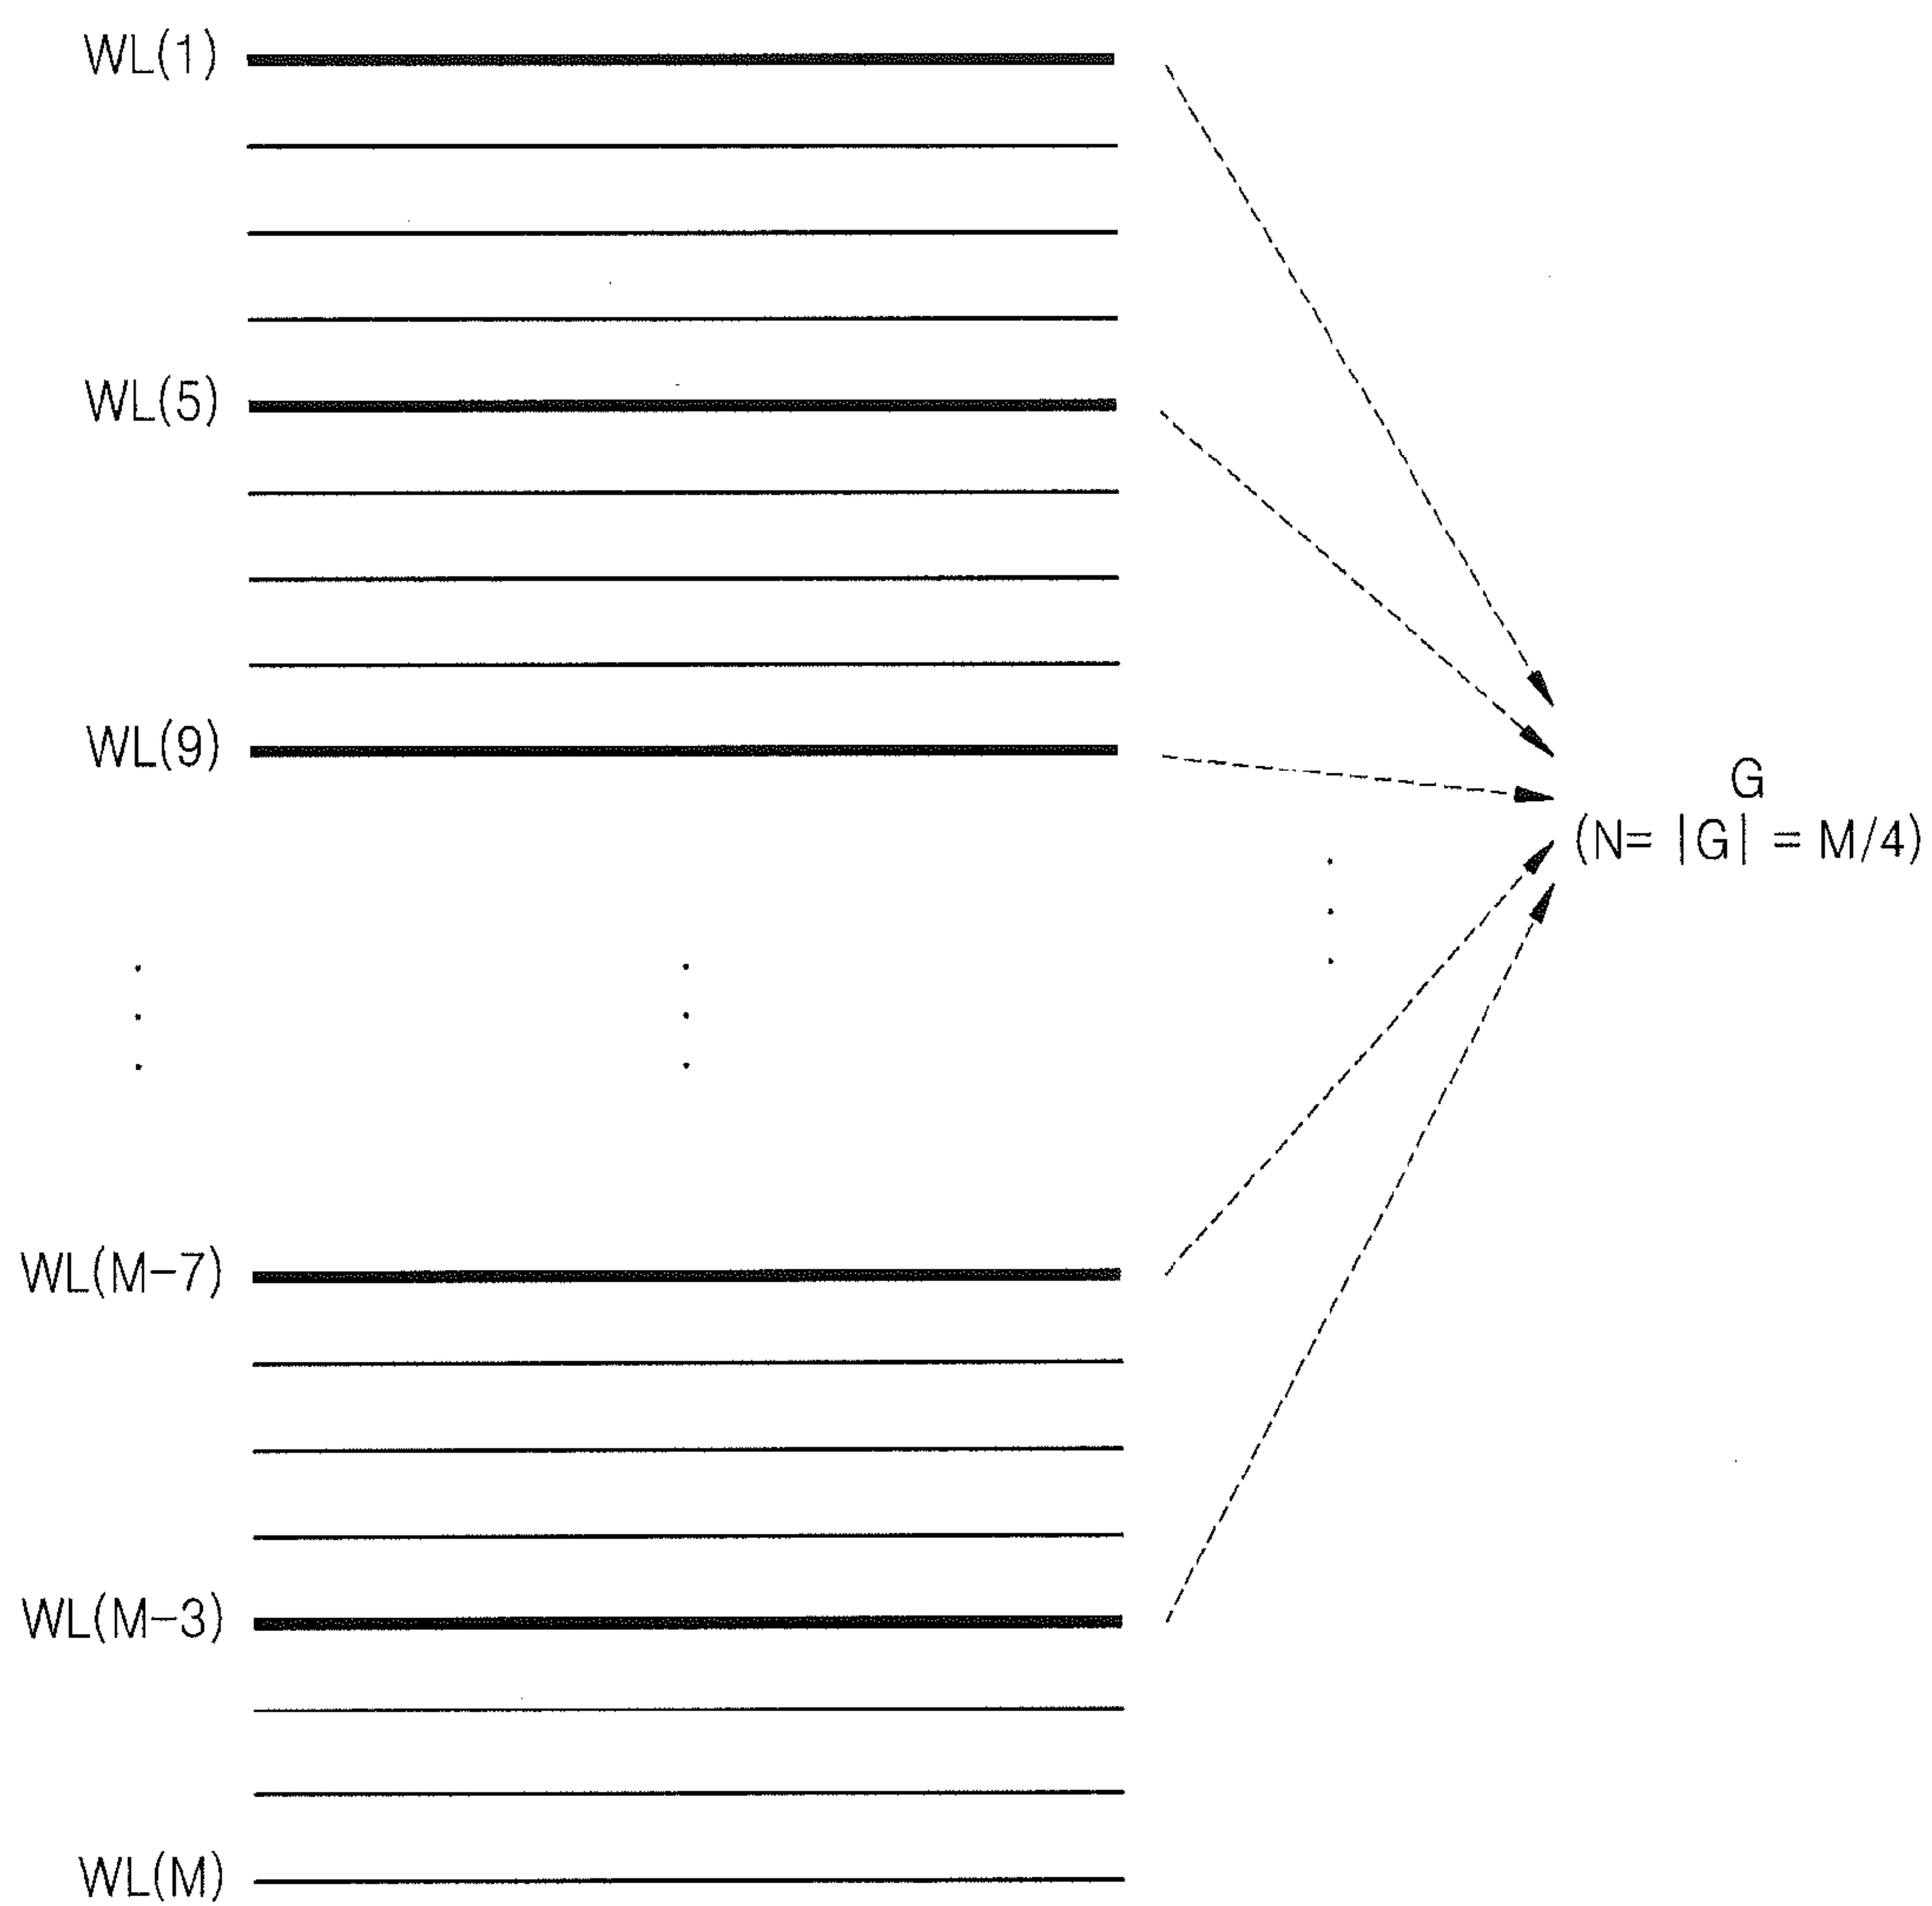 WL(1)
WL(5)
WL(9)
G
(N= |G| = M/4)
WL(M-7)
WL(M-3)
WL(M)